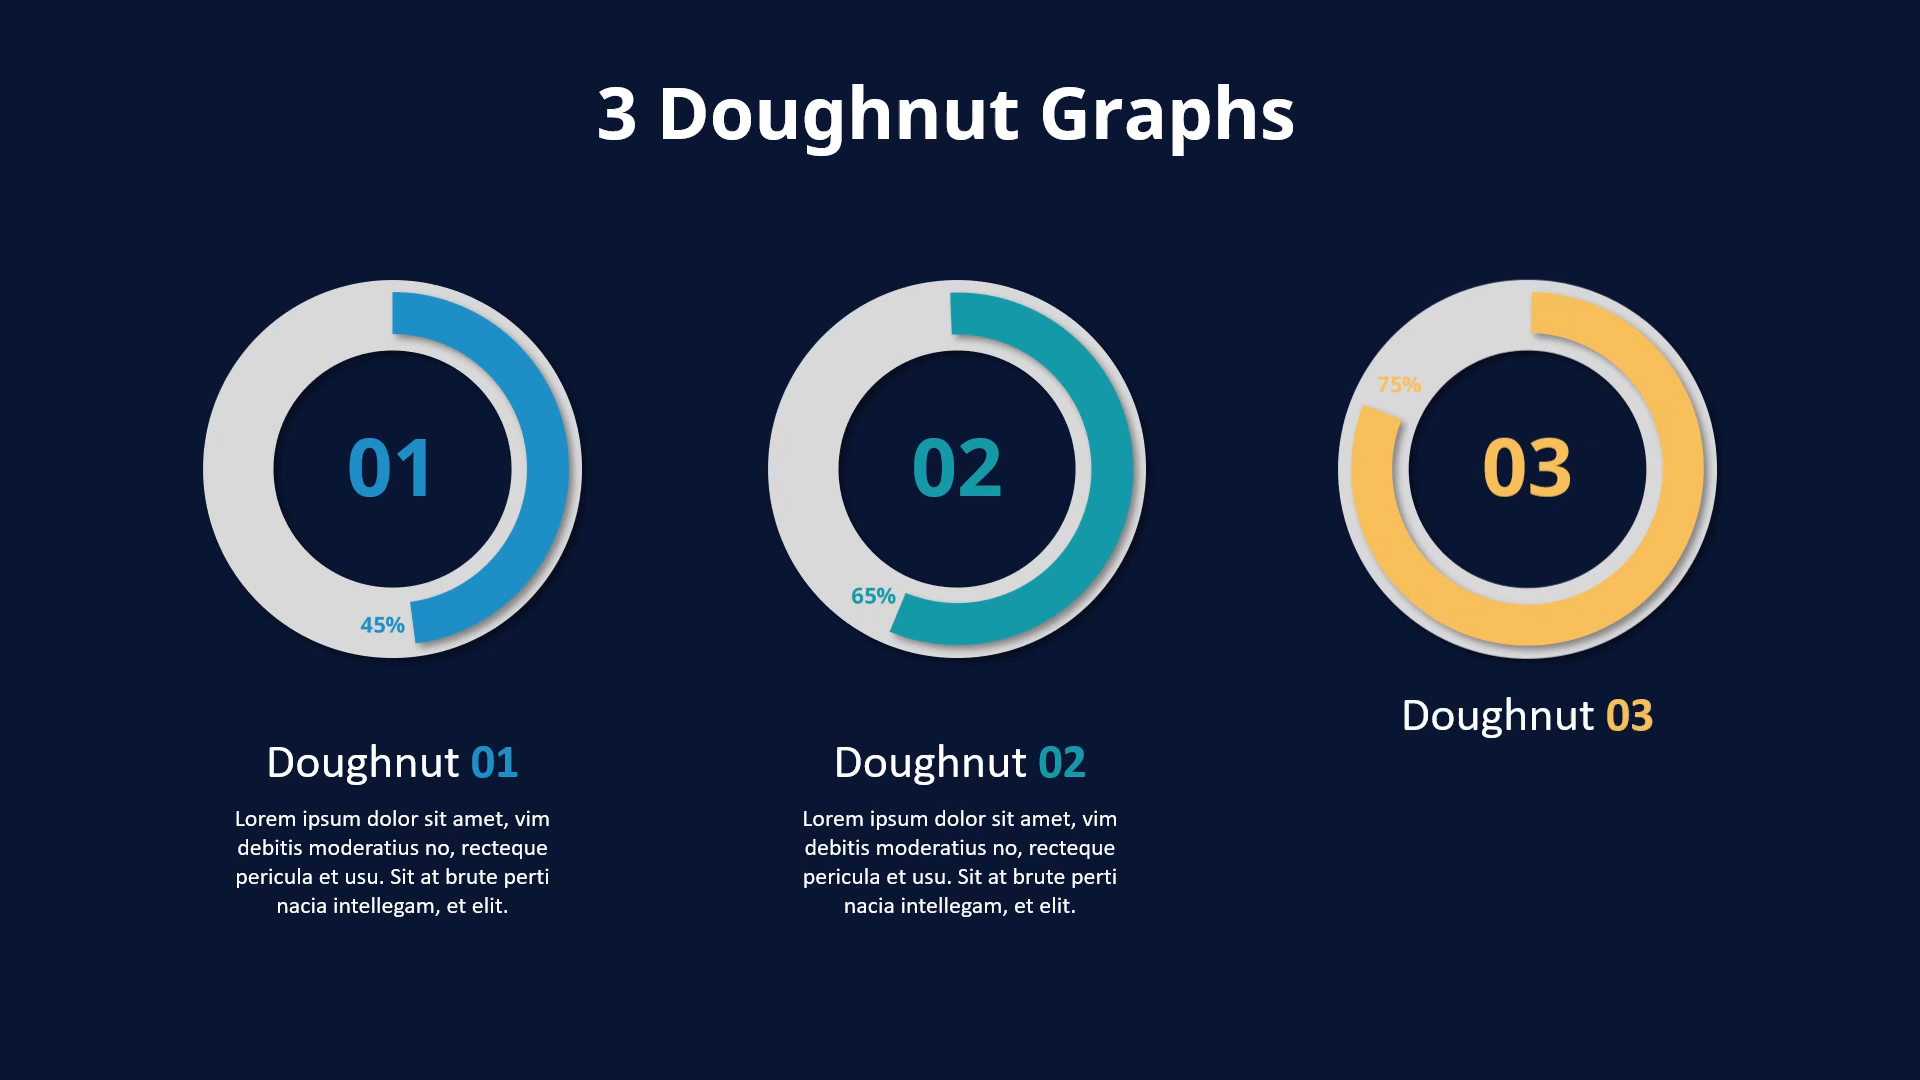 3 Doughnut Graphs
01
45%
Doughnut 01
Lorem ipsum dolor sit amet, vim
debitis moderatius no, recteque
pericula et usu. Sit at brute perti
nacia intellegam, et elit.
02
65%
Doughnut 02
Lorem ipsum dolor sit amet, vim
debitis moderatius no, recteque
pericula et usu. Sit at brute perti
nacia intellegam, et elit.
75%
03
Doughnut 03